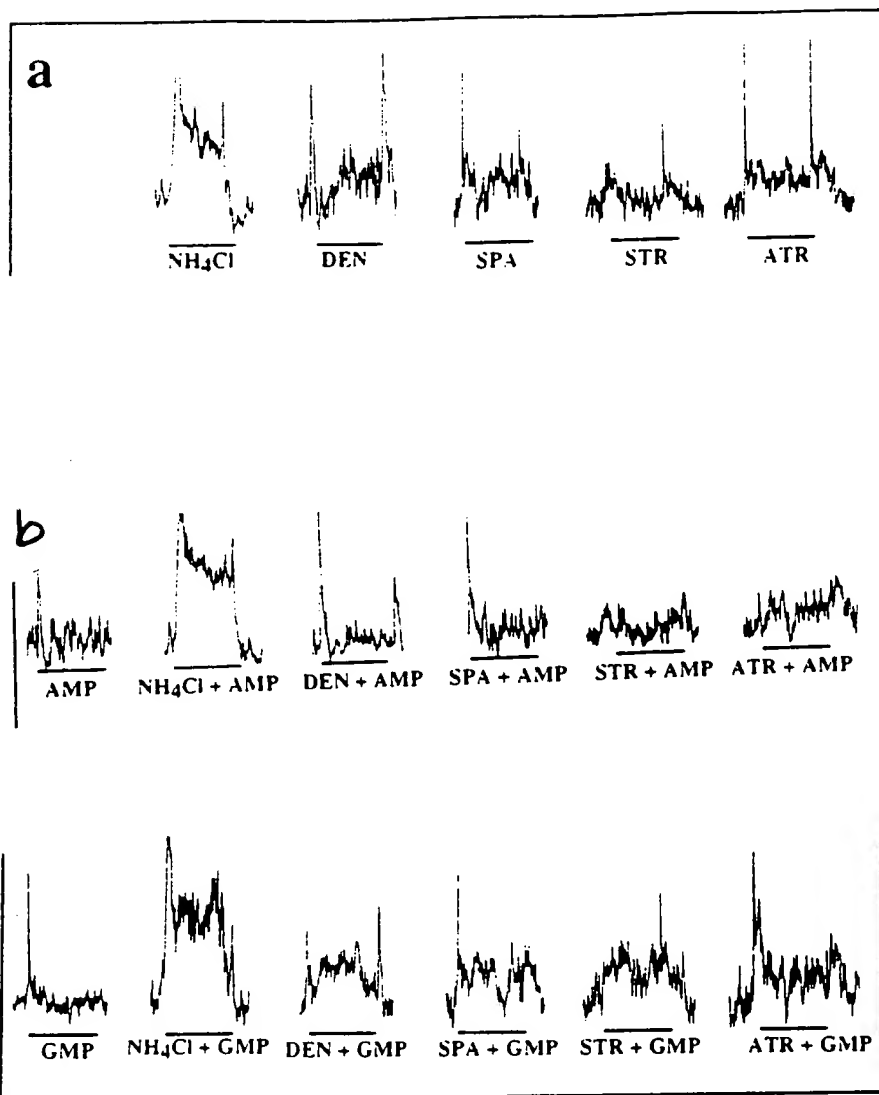 a
NH₄Cl DEN SPA STR ATR
b
AMP NH₄Cl + AMP DEN + AMP SPA + AMP STR + AMP ATR + AMP
GMP NH₄Cl + GMP DEN + GMP SPA + GMP STR + GMP ATR + GMP